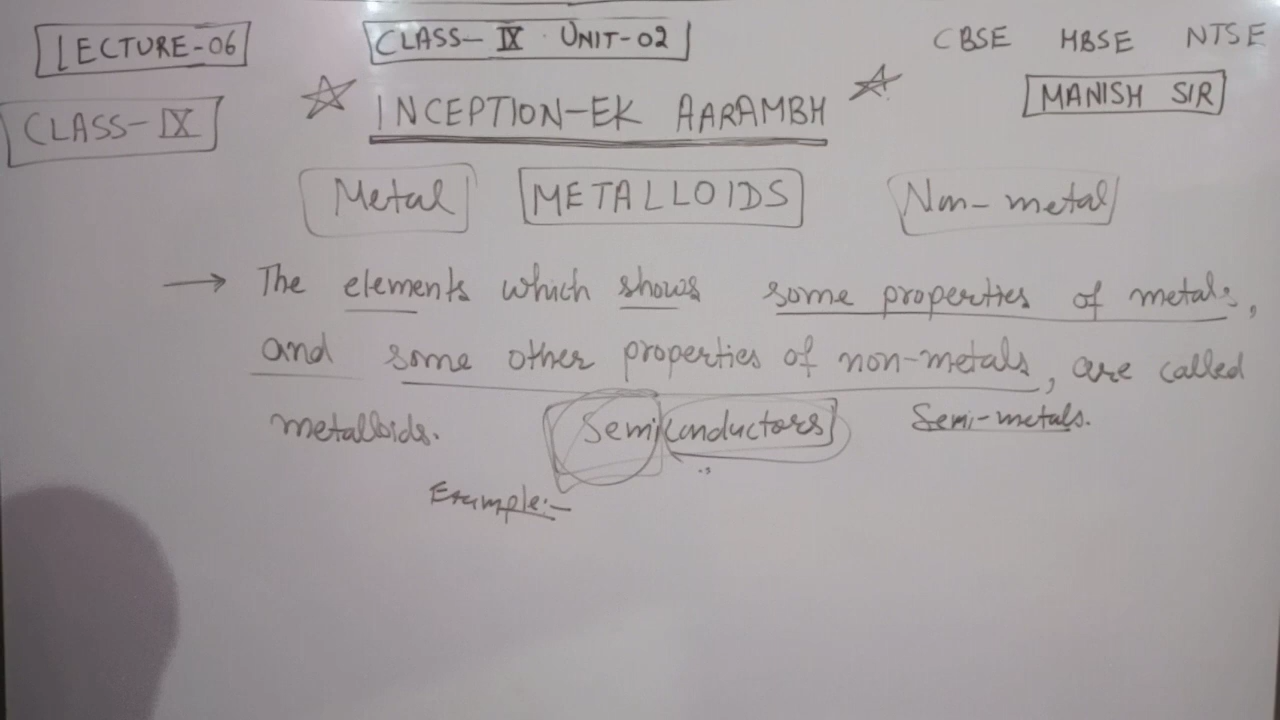 LECTURE-06 CLASS-IX UNIT-02 CBSE HBSE NTSE
CLASS-IX INCEPTION-EK AARAMBH MANISH SIR
Metal METALLOIDS Non-metal
→ The elements which shows some properties of metals,
and some other properties of non-metals, are called
metalloids. Semiconductors Semi-metals.
Example:-